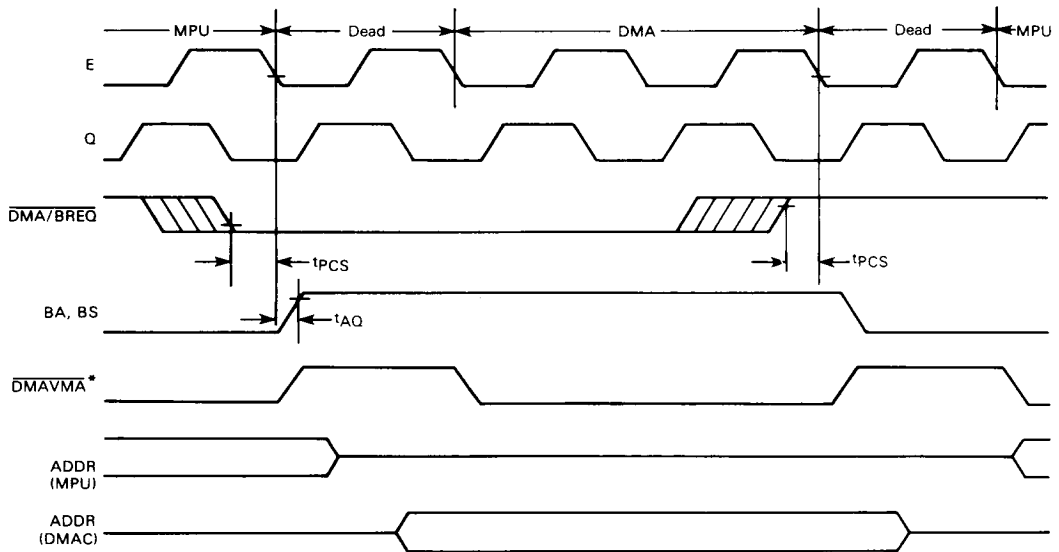 MPU Dead DMA Dead MPU
E
Q
DMA/BREQ
tPCS tPCS
BA, BS
tAQ
DMAVMA*
ADDR
(MPU)
ADDR
(DMAC)